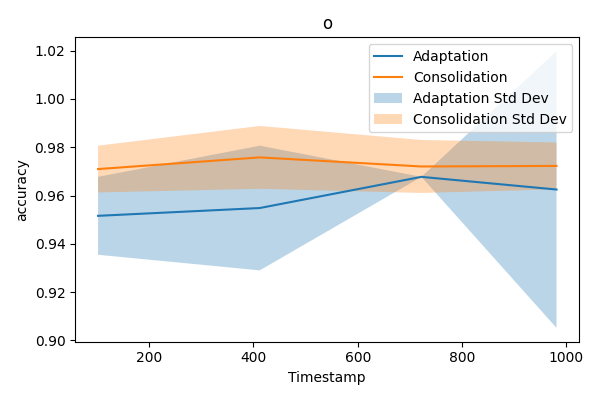 o
accuracy
1.02
1.00
0.98
0.96
0.94
0.92
0.90
Adaptation
Consolidation
Adaptation Std Dev
Consolidation Std Dev
200 400 600 800 1000
Timestamp